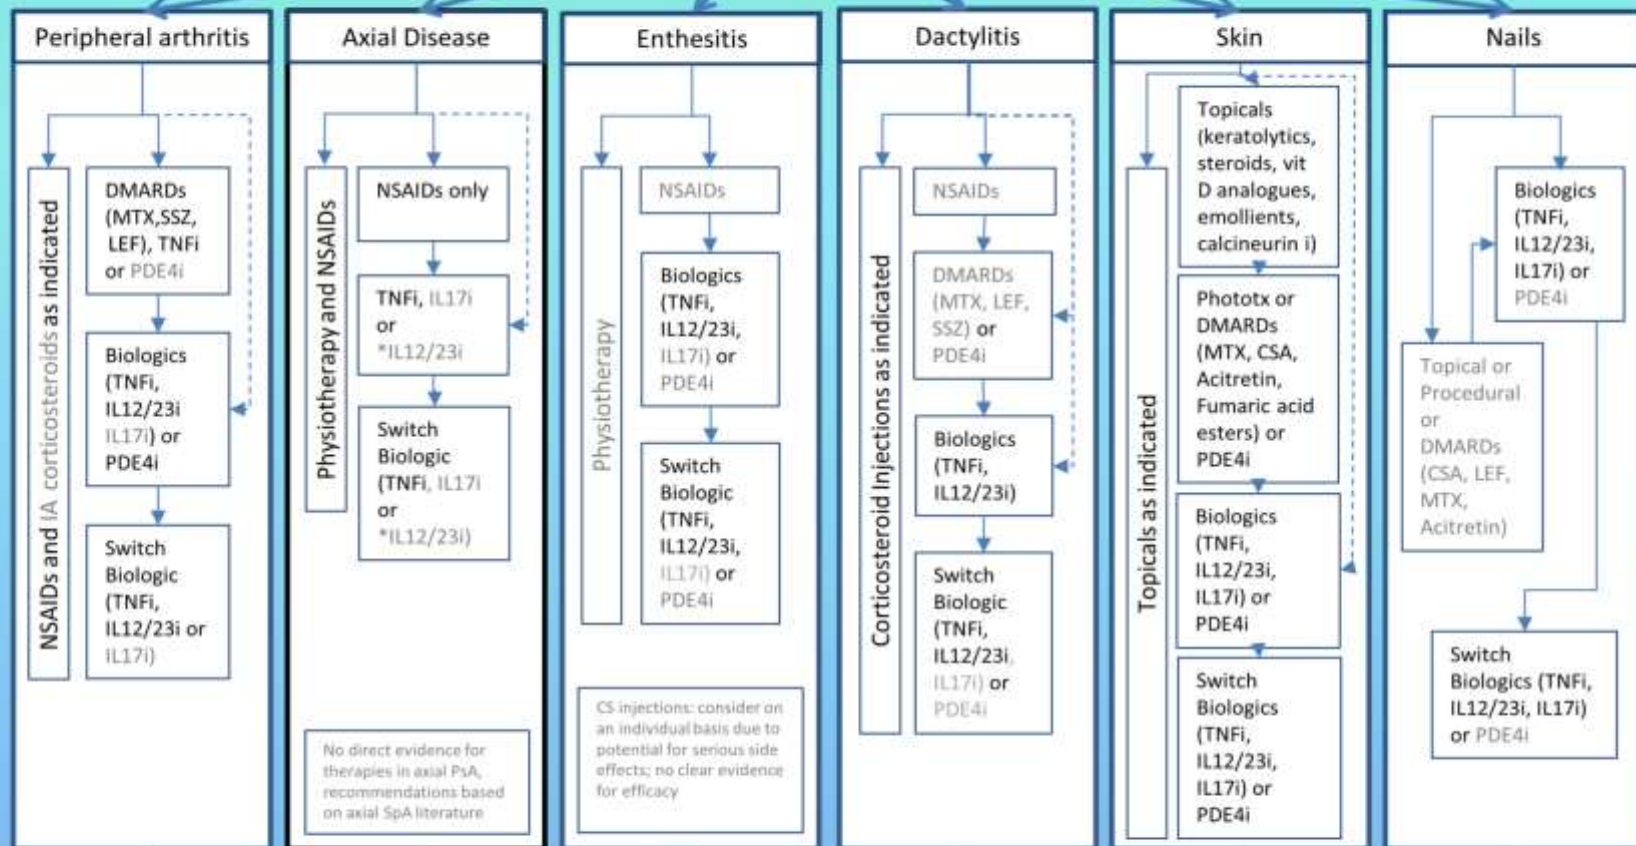 Peripheral arthritis
NSAIDs and IA corticosteroids as indicated
DMARDs
(MTX,SSZ,
LEF), TNFi
or PDE4i
Biologics
(TNFi,
IL12/23i
IL17i) or
PDE4i
Switch
Biologic
(TNFi,
IL12/23i or
IL17i)
Axial Disease
Physiotherapy and NSAIDs
NSAIDs only
TNFi, IL17i
or
*IL12/23i
Switch
Biologic
(TNFi, IL17i
or
*IL12/23i)
No direct evidence for
therapies in axial PsA,
recommendations based
on axial SpA literature
Enthesitis
Physiotherapy
NSAIDs
Biologics
(TNFi,
IL12/23i,
IL17i) or
PDE4i
Switch
Biologic
(TNFi,
IL12/23i,
IL17i) or
PDE4i
CS injections: consider on
an individual basis due to
potential for serious side
effects; no clear evidence
for efficacy
Dactylitis
Corticosteroid Injections as indicated
NSAIDs
DMARDs
(MTX, LEF,
SSZ) or
PDE4i
Biologics
(TNFi,
IL12/23i)
Switch
Biologic
(TNFi,
IL12/23i,
IL17i) or
PDE4i
Skin
Topicals as indicated
Topicals
(keratolytics,
steroids, vit
D analogues,
emollients,
calcineurin i)
Phototx or
DMARDs
(MTX, CSA,
Acitretin,
Fumaric acid
esters) or
PDE4i
Biologics
(TNFi,
IL12/23i,
IL17i) or
PDE4i
Switch
Biologics
(TNFi,
IL12/23i,
IL17i) or
PDE4i
Nails
Biologics
(TNFi,
IL12/23i,
IL17i) or
PDE4i
Topical or
Procedural
or
DMARDs
(CSA, LEF,
MTX,
Acitretin)
Switch
Biologics (TNFi,
IL12/23i, IL17i)
or PDE4i